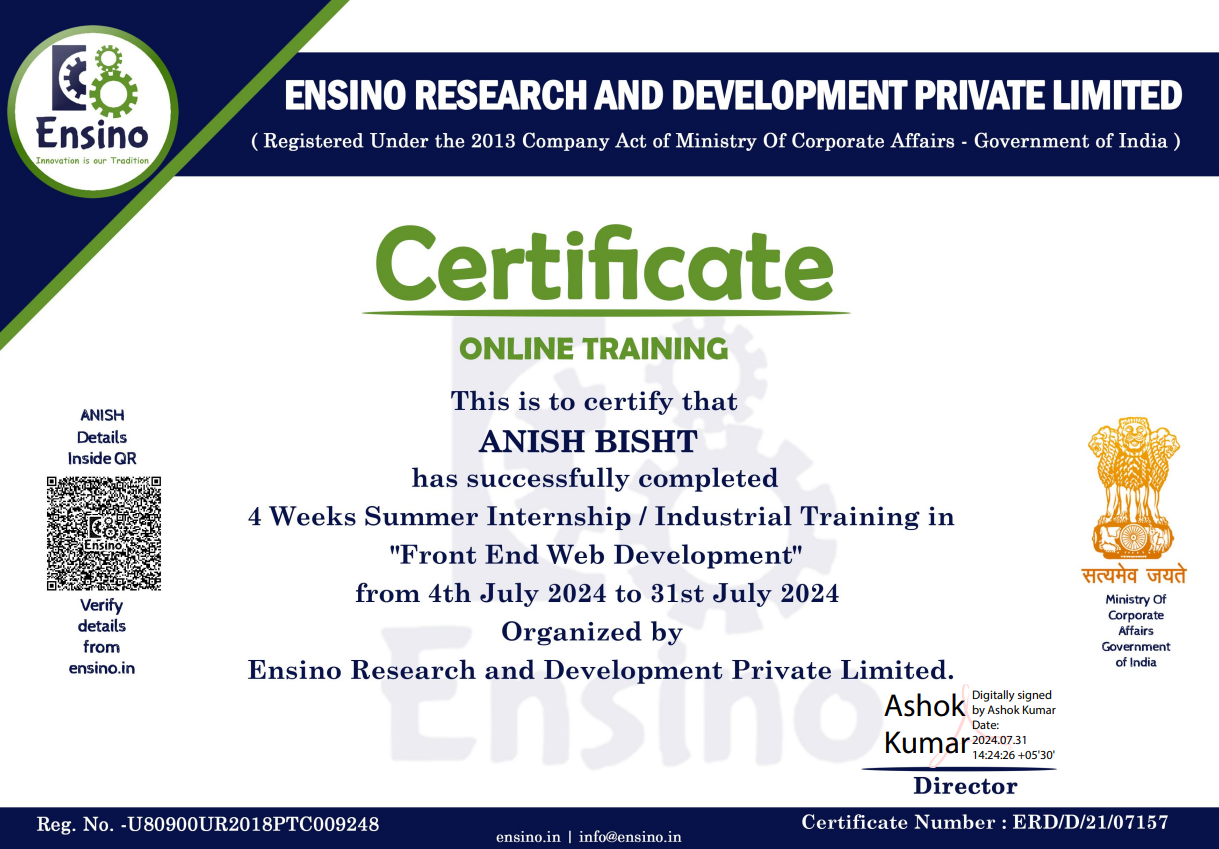 Ensino
Innovation is our Tradition
ENSINO RESEARCH AND DEVELOPMENT PRIVATE LIMITED
( Registered Under the 2013 Company Act of Ministry Of Corporate Affairs - Government of India )
Certificate
ONLINE TRAINING
This is to certify that
ANISH BISHT
has successfully completed
4 Weeks Summer Internship / Industrial Training in
"Front End Web Development"
from 4th July 2024 to 31st July 2024
Organized by
Ensino Research and Development Private Limited.
ANISH
Details
Inside QR
Ensino
Verify
details
from
ensino.in
सत्यमेव जयते
Ministry Of
Corporate
Affairs
Government
of India
Ensino
Ashok
Kumar
Digitally signed
by Ashok Kumar
Date:
2024.07.31
14:24:26 +05'30'
Director
Reg. No. -U80900UR2018PTC009248
ensino.in | info@ensino.in
Certificate Number : ERD/D/21/07157